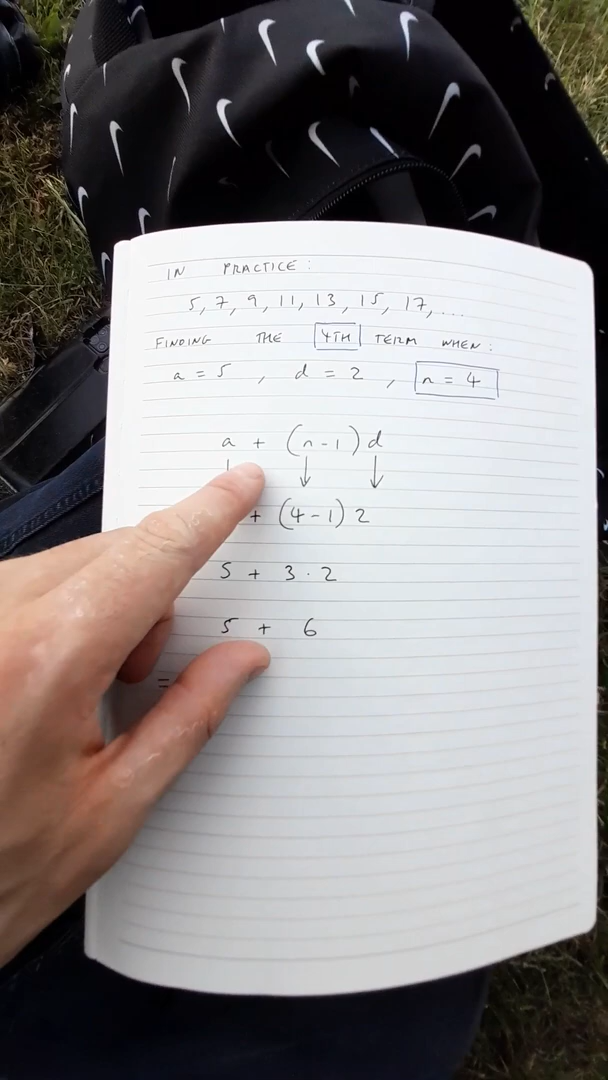 IN PRACTICE:
5, 7, 9, 11, 13, 15, 17, ...
FINDING THE 4TH TERM WHEN:
a = 5 , d = 2 , n = 4
a + (n-1) d
+ (4-1) 2
5 + 3 · 2
5 + 6
=